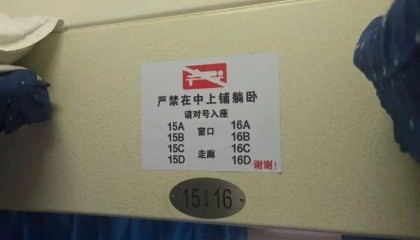 严禁在中上铺躺卧
请对号入座
15A 窗口 16A
15B 16B
15C 走廊 16C
15D 16D 谢谢!
15 16